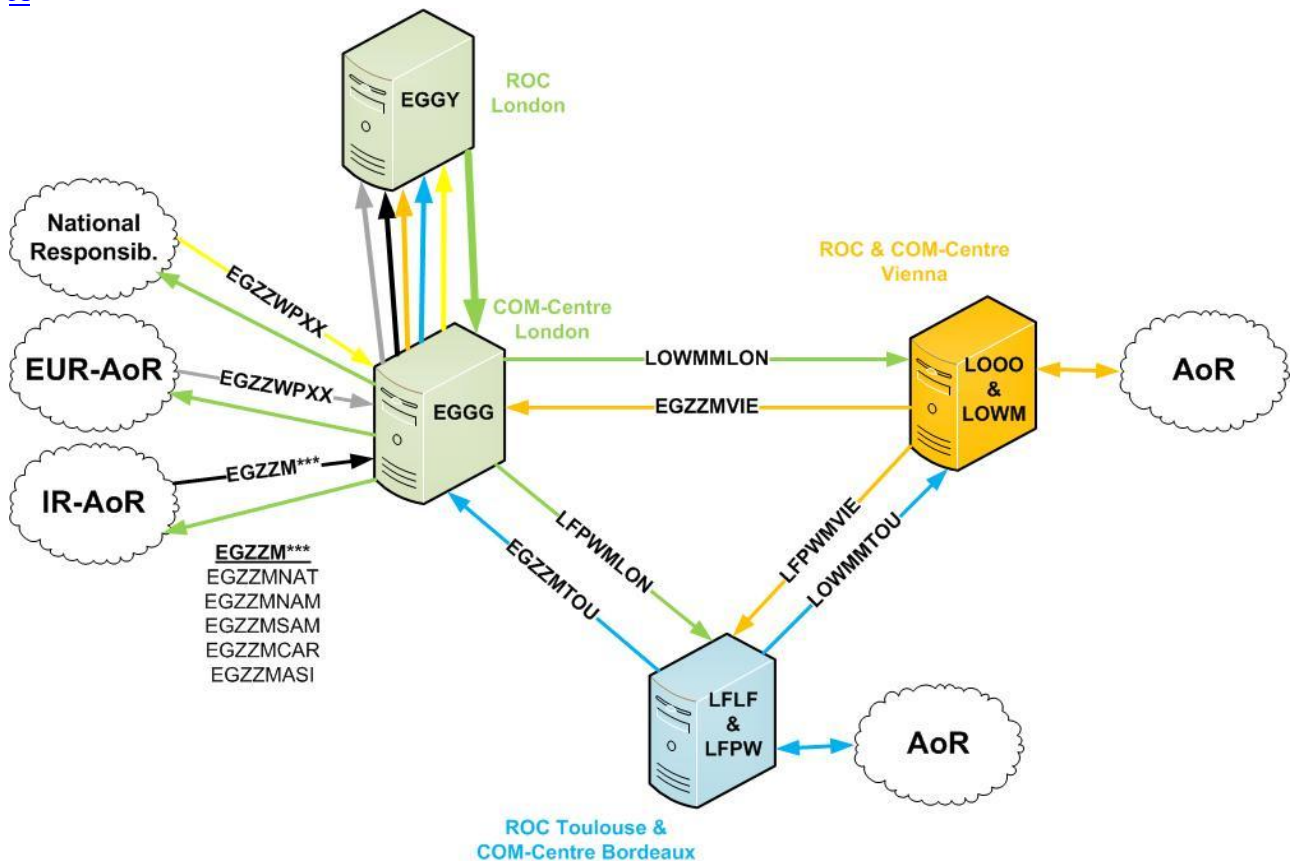 EGGY
ROC
London
National
Responsib.
EGZZWPXX
ROC & COM-Centre
Vienna
COM-Centre
London
EUR-AoR
EGZZWPXX
EGGG
LOWMMLON
EGZZMVIE
LOOO
&
LOWM
AoR
IR-AoR
EGZZM***
EGZZM***
EGZZMNAT
EGZZMNAM
EGZZMSAM
EGZZMCAR
EGZZMASI
LFPWMLON
EGZZMTOU
LFPWMVIE
LOWMMTOU
LFLF
&
LFPW
AoR
ROC Toulouse &
COM-Centre Bordeaux